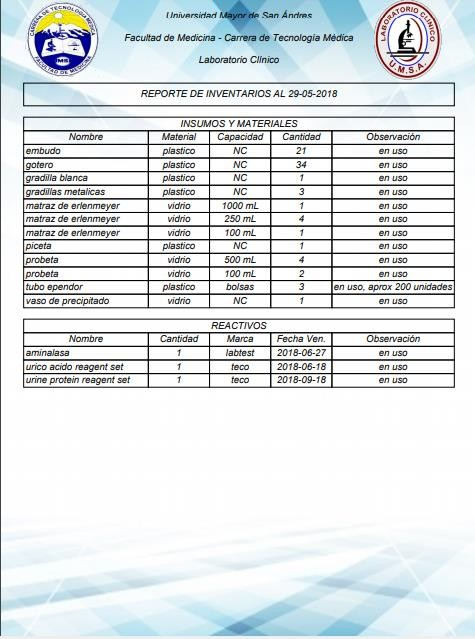 Universidad Mayor de San Ándres
Facultad de Medicina - Carrera de Tecnología Médica
Laboratorio Clínico
CARRERA DE TECNOLOGIA MEDICA
FACULTAD DE MEDICINA
LABORATORIO CLINICO
U.M.S.A.
REPORTE DE INVENTARIOS AL 29-05-2018
INSUMOS Y MATERIALES
Nombre Material Capacidad Cantidad Observación
embudo plastico NC 21 en uso
gotero plastico NC 34 en uso
gradilla blanca plastico NC 1 en uso
gradillas metalicas plastico NC 3 en uso
matraz de erlenmeyer vidrio 1000 mL 1 en uso
matraz de erlenmeyer vidrio 250 mL 4 en uso
matraz de erlenmeyer vidrio 100 mL 1 en uso
piceta plastico NC 1 en uso
probeta vidrio 500 mL 4 en uso
probeta vidrio 100 mL 2 en uso
tubo ependor plastico bolsas 3 en uso, aprox 200 unidades
vaso de precipitado vidrio NC 1 en uso
REACTIVOS
Nombre Cantidad Marca Fecha Ven. Observación
aminalasa 1 labtest 2018-06-27 en uso
urico acido reagent set 1 teco 2018-06-18 en uso
urine protein reagent set 1 teco 2018-09-18 en uso